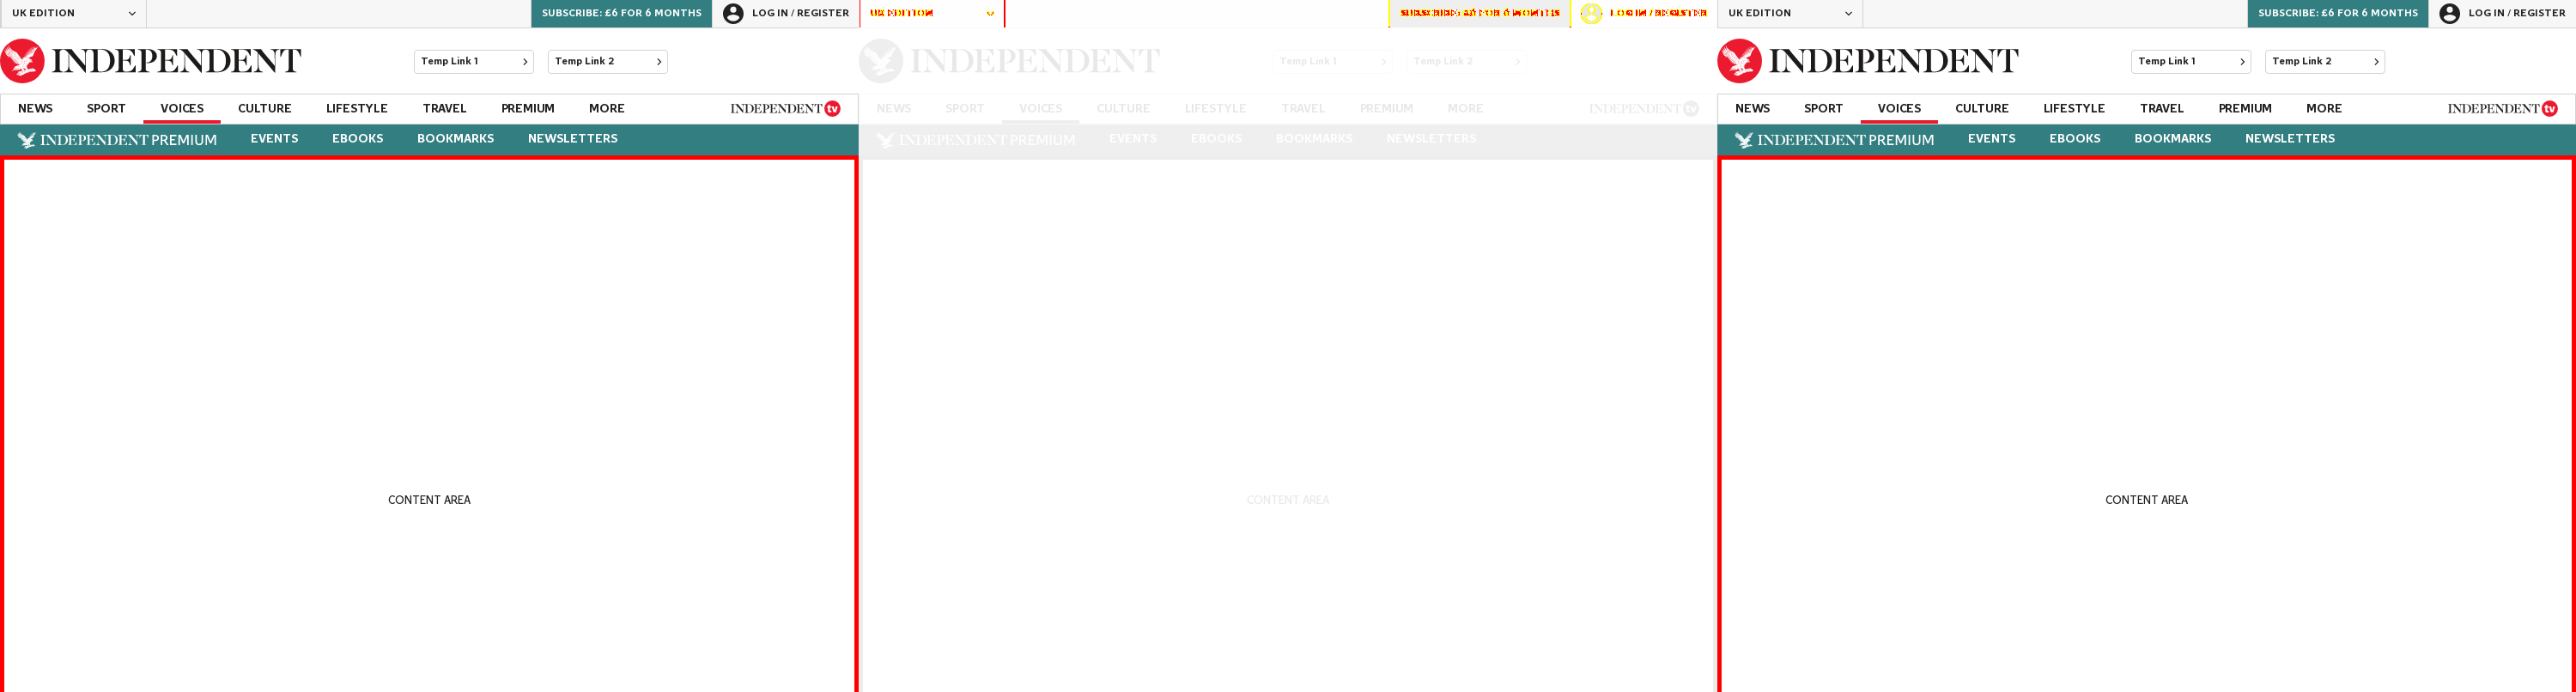 UK EDITION SUBSCRIBE: £6 FOR 6 MONTHS LOG IN / REGISTER
INDEPENDENT Temp Link 1 Temp Link 2
NEWS SPORT VOICES CULTURE LIFESTYLE TRAVEL PREMIUM MORE INDEPENDENT tv
INDEPENDENT PREMIUM EVENTS EBOOKS BOOKMARKS NEWSLETTERS
CONTENT AREA
UK EDITION SUBSCRIBE: £6 FOR 6 MONTHS LOG IN / REGISTER
INDEPENDENT Temp Link 1 Temp Link 2
NEWS SPORT VOICES CULTURE LIFESTYLE TRAVEL PREMIUM MORE INDEPENDENT tv
INDEPENDENT PREMIUM EVENTS EBOOKS BOOKMARKS NEWSLETTERS
CONTENT AREA
UK EDITION SUBSCRIBE: £6 FOR 6 MONTHS LOG IN / REGISTER
INDEPENDENT Temp Link 1 Temp Link 2
NEWS SPORT VOICES CULTURE LIFESTYLE TRAVEL PREMIUM MORE INDEPENDENT tv
INDEPENDENT PREMIUM EVENTS EBOOKS BOOKMARKS NEWSLETTERS
CONTENT AREA